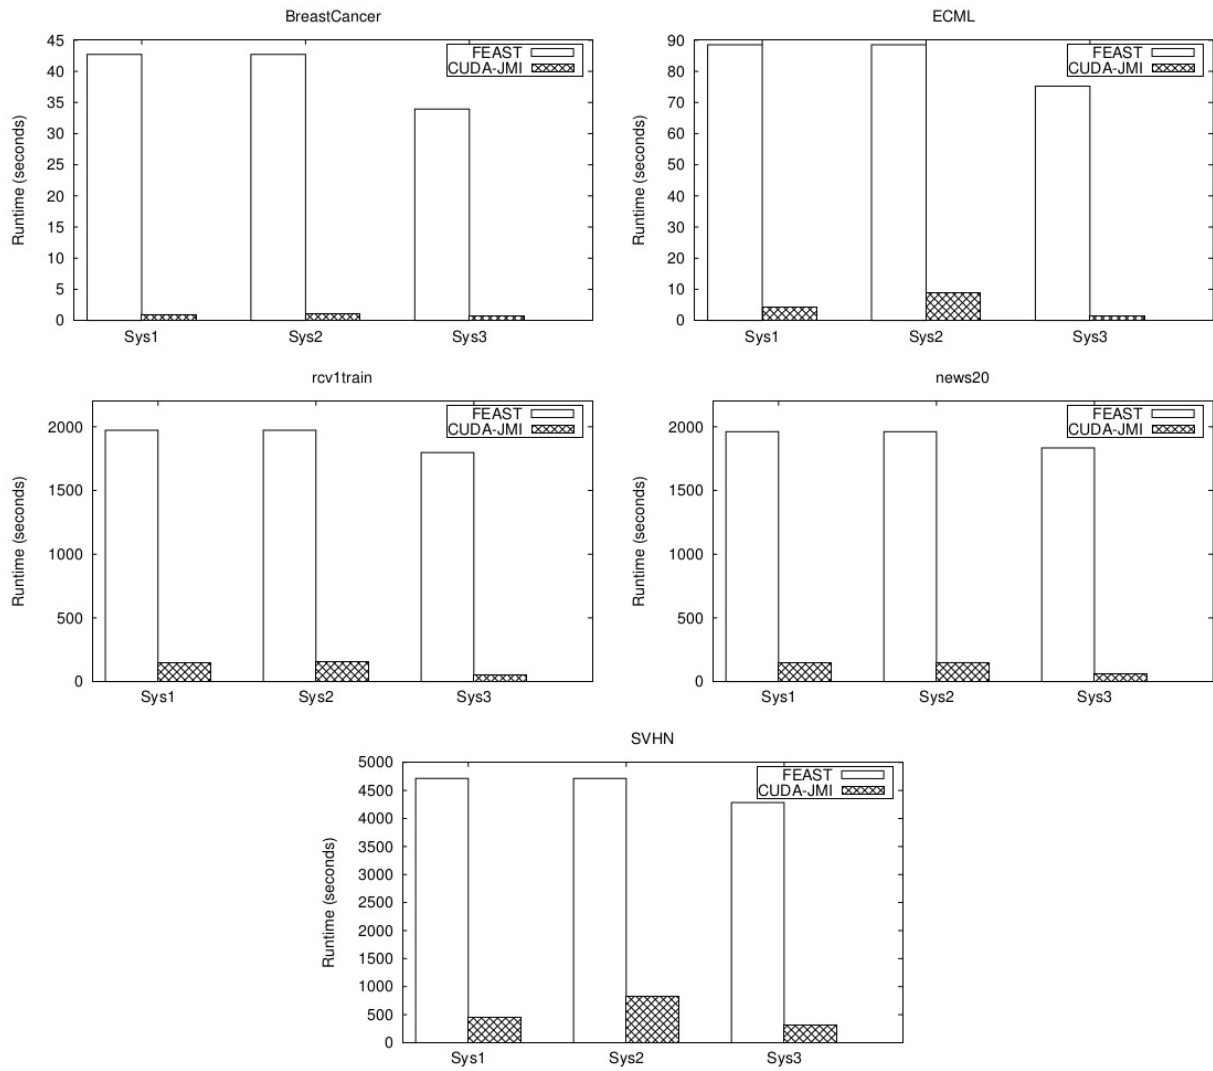 BreastCancer
Runtime (seconds)
45
40
35
30
25
20
15
10
5
0
FEAST
CUDA-JMI
Sys1 Sys2 Sys3
ECML
Runtime (seconds)
90
80
70
60
50
40
30
20
10
0
FEAST
CUDA-JMI
Sys1 Sys2 Sys3
rcv1train
Runtime (seconds)
2000
1500
1000
500
0
FEAST
CUDA-JMI
Sys1 Sys2 Sys3
news20
Runtime (seconds)
2000
1500
1000
500
0
FEAST
CUDA-JMI
Sys1 Sys2 Sys3
SVHN
Runtime (seconds)
5000
4500
4000
3500
3000
2500
2000
1500
1000
500
0
FEAST
CUDA-JMI
Sys1 Sys2 Sys3